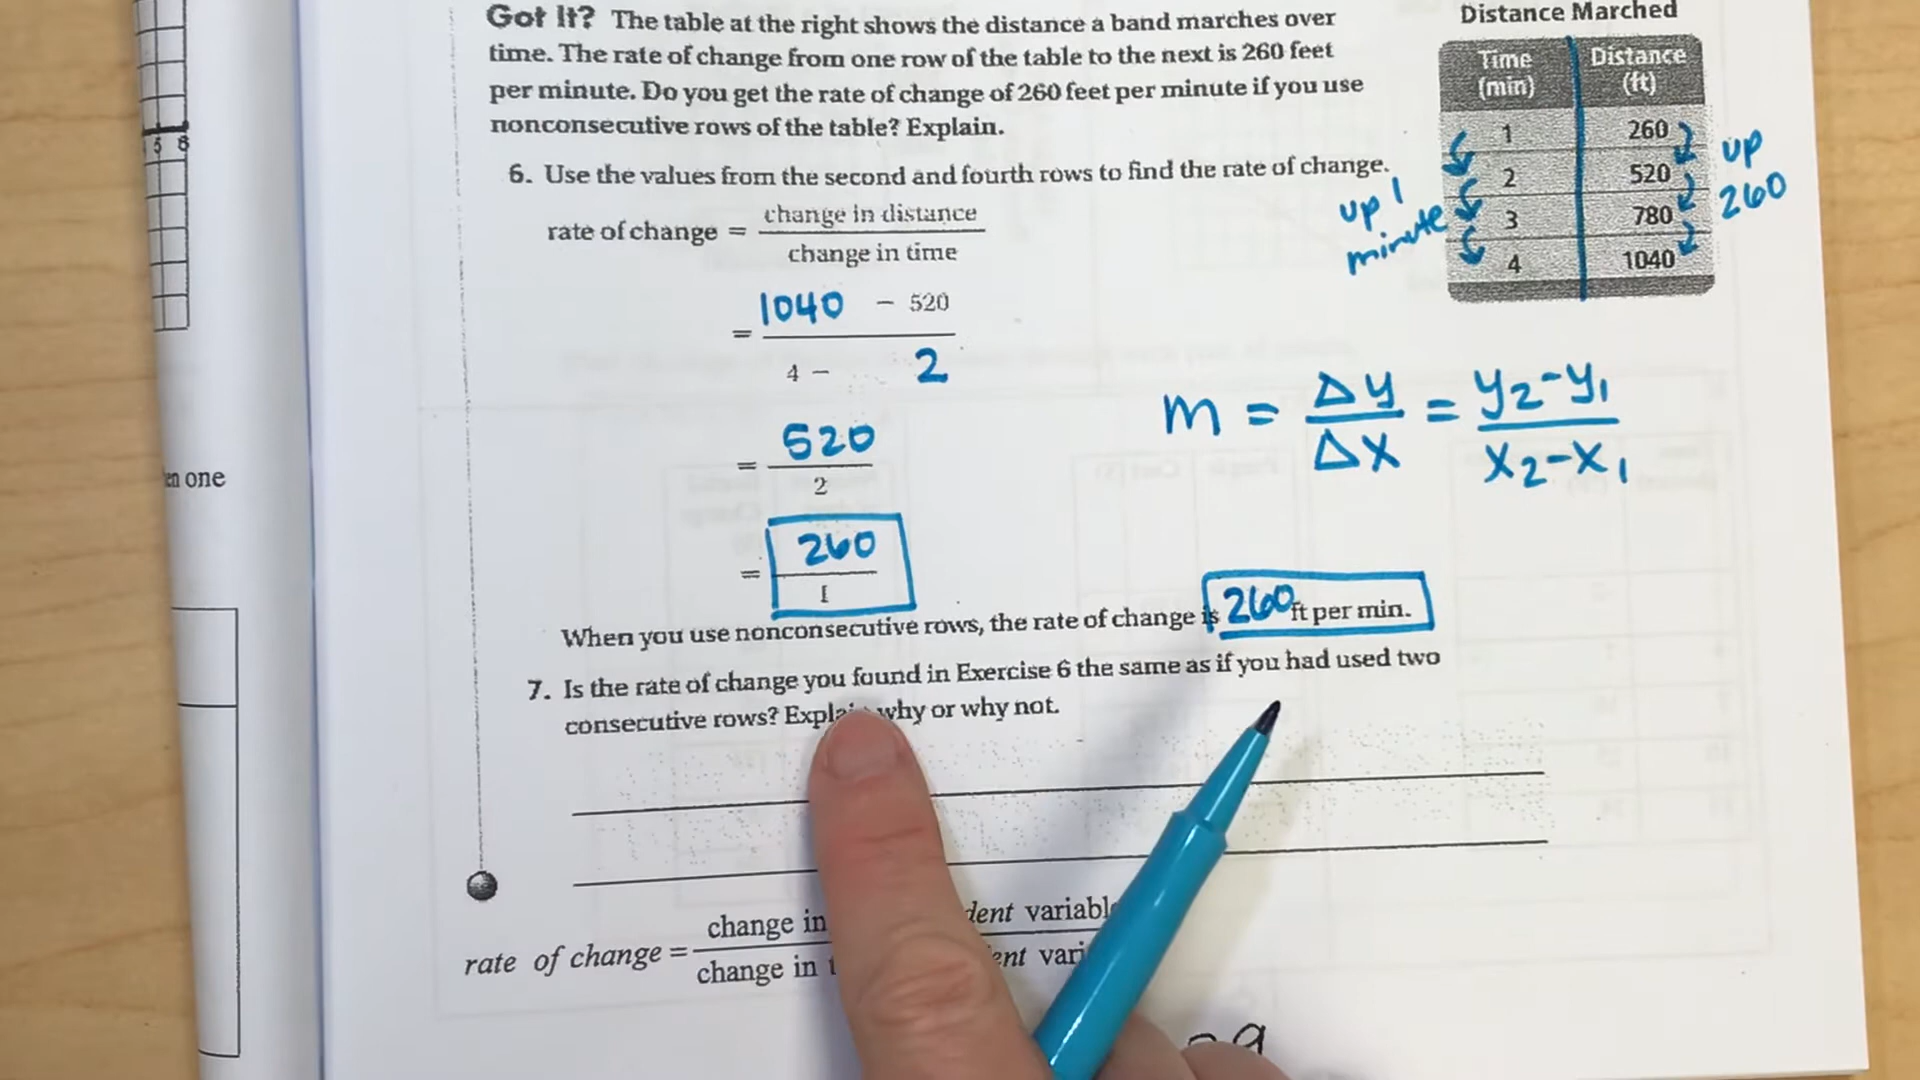 Got It? The table at the right shows the distance a band marches over
time. The rate of change from one row of the table to the next is 260 feet
per minute. Do you get the rate of change of 260 feet per minute if you use
nonconsecutive rows of the table? Explain.
Distance Marched
Time (min) Distance (ft)
1 260
2 520
3 780
4 1040
up 1 minute
up 260
6. Use the values from the second and fourth rows to find the rate of change.
rate of change = change in distance / change in time
= 1040 - 520 / 4 - 2
= 520 / 2
= 260 / 1
m = Δy / Δx = y₂-y₁ / x₂-x₁
When you use nonconsecutive rows, the rate of change is 260 ft per min.
7. Is the rate of change you found in Exercise 6 the same as if you had used two
consecutive rows? Explain why or why not.
rate of change = change in variable / change in
one
5 6